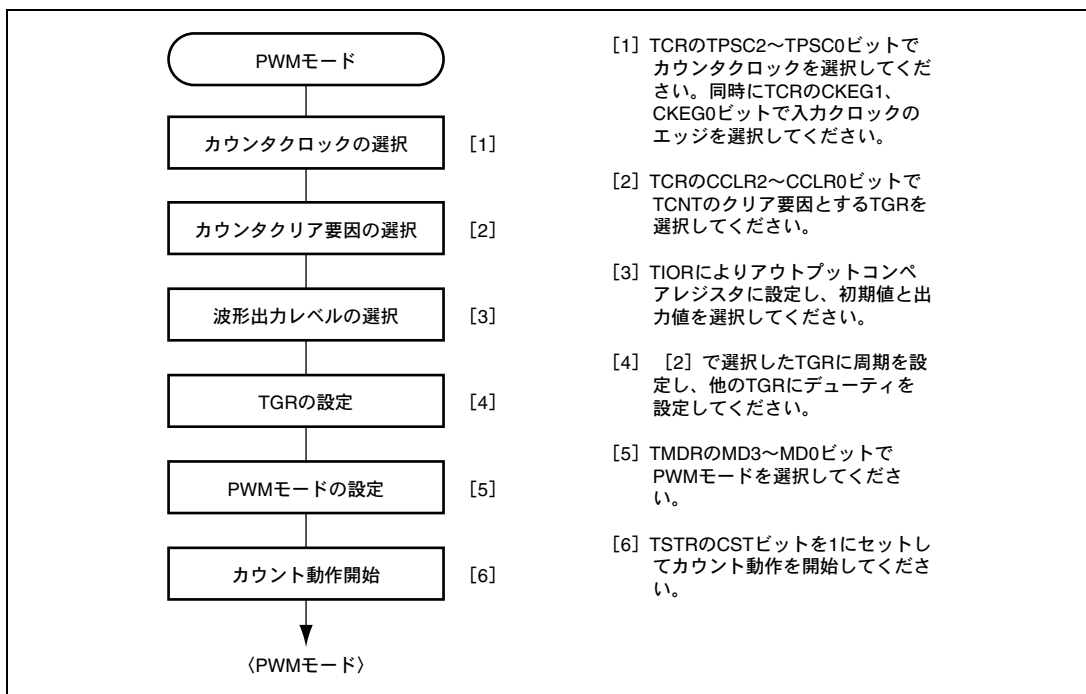 PWMモード
カウンタクロックの選択 [1]
カウンタクリア要因の選択 [2]
波形出力レベルの選択 [3]
TGRの設定 [4]
PWMモードの設定 [5]
カウント動作開始 [6]
〈PWMモード〉
[1] TCRのTPSC2～TPSC0ビットで
カウンタクロックを選択してくだ
さい。同時にTCRのCKEG1、
CKEG0ビットで入力クロックの
エッジを選択してください。
[2] TCRのCCLR2～CCLR0ビットで
TCNTのクリア要因とするTGRを
選択してください。
[3] TIORによりアウトプットコンペ
アレジスタに設定し、初期値と出
力値を選択してください。
[4] [2]で選択したTGRに周期を設
定し、他のTGRにデューティを
設定してください。
[5] TMDRのMD3～MD0ビットで
PWMモードを選択してくださ
い。
[6] TSTRのCSTビットを1にセットし
てカウント動作を開始してくださ
い。